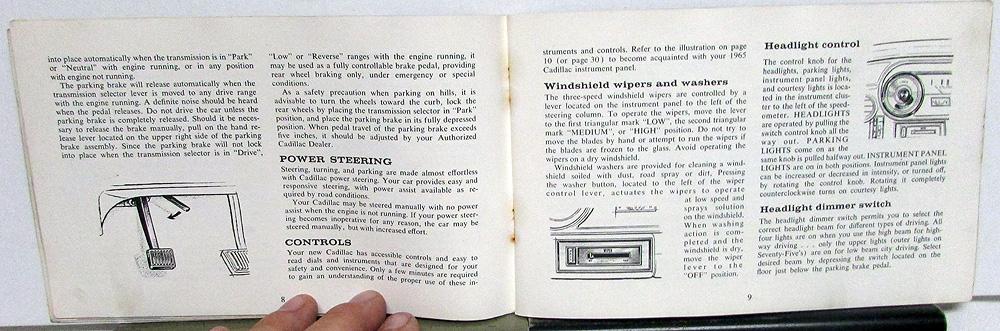 into place automatically when the transmission is in "Park"
or "Neutral" with engine running, or in any position
with engine not running.
The parking brake will release automatically when the
transmission selector lever is moved to any drive range
with the engine running. A definite noise should be heard
when the pedal releases. Do not drive the car unless the
parking brake is completely released. Should it be neces-
sary to release the brake manually, pull on the hand re-
lease lever located on the upper right side of the parking
brake assembly. Since the parking brake will not lock
into place when the transmission selector is in "Drive",
"Low" or "Reverse" ranges with the engine running, it
may be used as a fully controllable brake pedal, providing
rear wheel braking only, under emergency or special
conditions.
As a safety precaution when parking on hills, it is
advisable to turn the wheels toward the curb, lock the
rear wheels by placing the transmission selector in "Park"
position, and place the parking brake in its fully depressed
position. When pedal travel of the parking brake exceeds
five inches, it should be adjusted by your Authorized
Cadillac Dealer.
POWER STEERING
Steering, turning, and parking are made almost effortless
with Cadillac power steering. Your car provides easy and
responsive steering, with power assist available as re-
quired by road conditions.
Your Cadillac may be steered manually with no power
assist when the engine is not running. If your power steer-
ing becomes inoperative for any reason, the car may be
steered manually, but with increased effort.
CONTROLS
Your new Cadillac has accessible controls and easy to
read dials and instruments that are designed for your
safety and convenience. Only a few minutes are required
to gain an understanding of the proper use of these in-
8
struments and controls. Refer to the illustration on page
10 (or page 30) to become acquainted with your 1965
Cadillac instrument panel.
Windshield wipers and washers
The three-speed windshield wipers are controlled by a
lever located on the instrument panel to the left of the
steering column. To operate the wipers, move the lever
to the first triangular mark "LOW", the second triangular
mark "MEDIUM", or "HIGH" position. Do not try to
move the blades by hand or attempt to run the wipers if
the blades are frozen to the glass. Avoid operating the
wipers on a dry windshield.
Windshield washers are provided for cleaning a wind-
shield soiled with dust, road spray or dirt. Pressing
the washer button, located to the left of the wiper
control lever, actuates the wipers to operate
at low speed and
sprays solution
on the windshield.
When washing
action is com-
pleted and the
windshield is dry,
move the wiper
lever to the
"OFF" position.
Headlight control
The control knob for the
headlights, parking lights,
instrument panel lights,
and courtesy lights is loca-
ted in the instrument clus-
ter to the left of the speed-
ometer. HEADLIGHTS
are operated by pulling the
switch control knob all the
way out. PARKING
LIGHTS come on at the
same knob is pulled halfway out. INSTRUMENT PANEL
LIGHTS are on in both positions. Instrument panel lights
can be increased or decreased in intensity, or turned off,
by rotating the control knob. Rotating it completely
counterclockwise turns on courtesy lights.
Headlight dimmer switch
The headlight dimmer switch permits you to select the
correct headlight beam for different types of driving. All
four lights are on when you use the high beam for high-
way driving . . . only the upper lights (outer lights on
Seventy-Five's) are on for low beam city driving. Select
desired beam by depressing the switch located on the
floor just below the parking brake pedal.
9